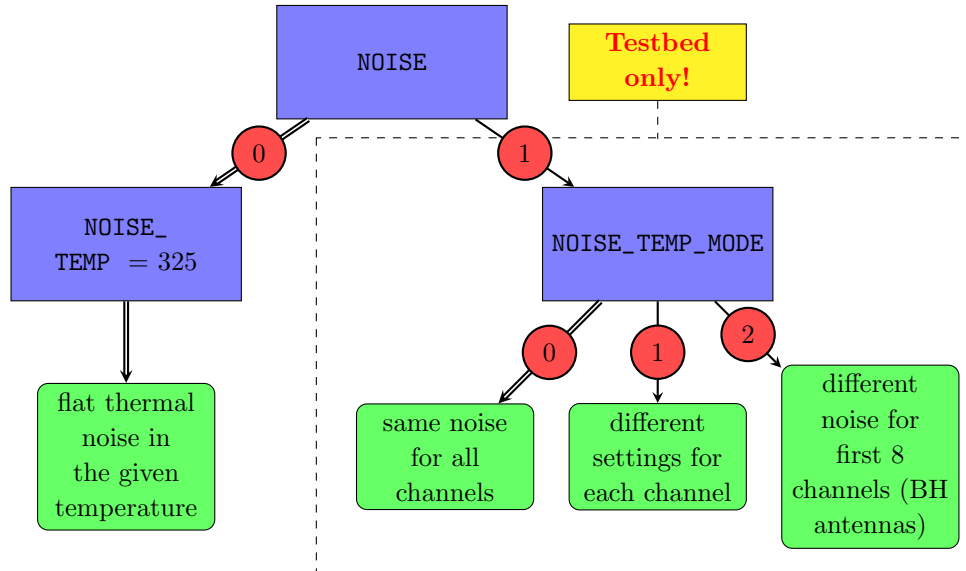 NOISE
Testbed
only!
0
1
NOISE_
TEMP = 325
NOISE_TEMP_MODE
0
1
2
flat thermal
noise in
the given
temperature
same noise
for all
channels
different
settings for
each channel
different
noise for
first 8
channels (BH
antennas)